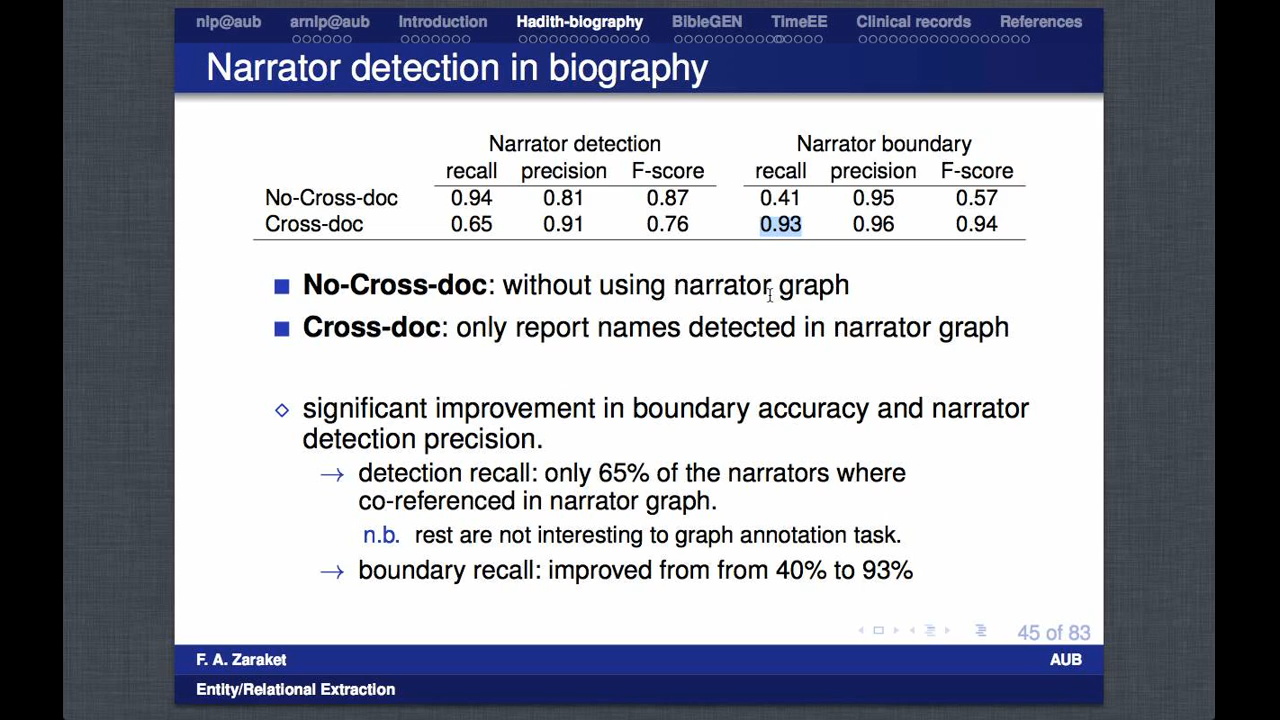 nlp@aub arnlp@aub Introduction Hadith-biography BibleGEN TimeEE Clinical records References
Narrator detection in biography
Narrator detection Narrator boundary
recall precision F-score recall precision F-score
No-Cross-doc 0.94 0.81 0.87 0.41 0.95 0.57
Cross-doc 0.65 0.91 0.76 0.93 0.96 0.94
No-Cross-doc: without using narrator graph
Cross-doc: only report names detected in narrator graph
significant improvement in boundary accuracy and narrator
detection precision.
→ detection recall: only 65% of the narrators where
co-referenced in narrator graph.
n.b. rest are not interesting to graph annotation task.
→ boundary recall: improved from from 40% to 93%
45 of 83
F. A. Zaraket AUB
Entity/Relational Extraction